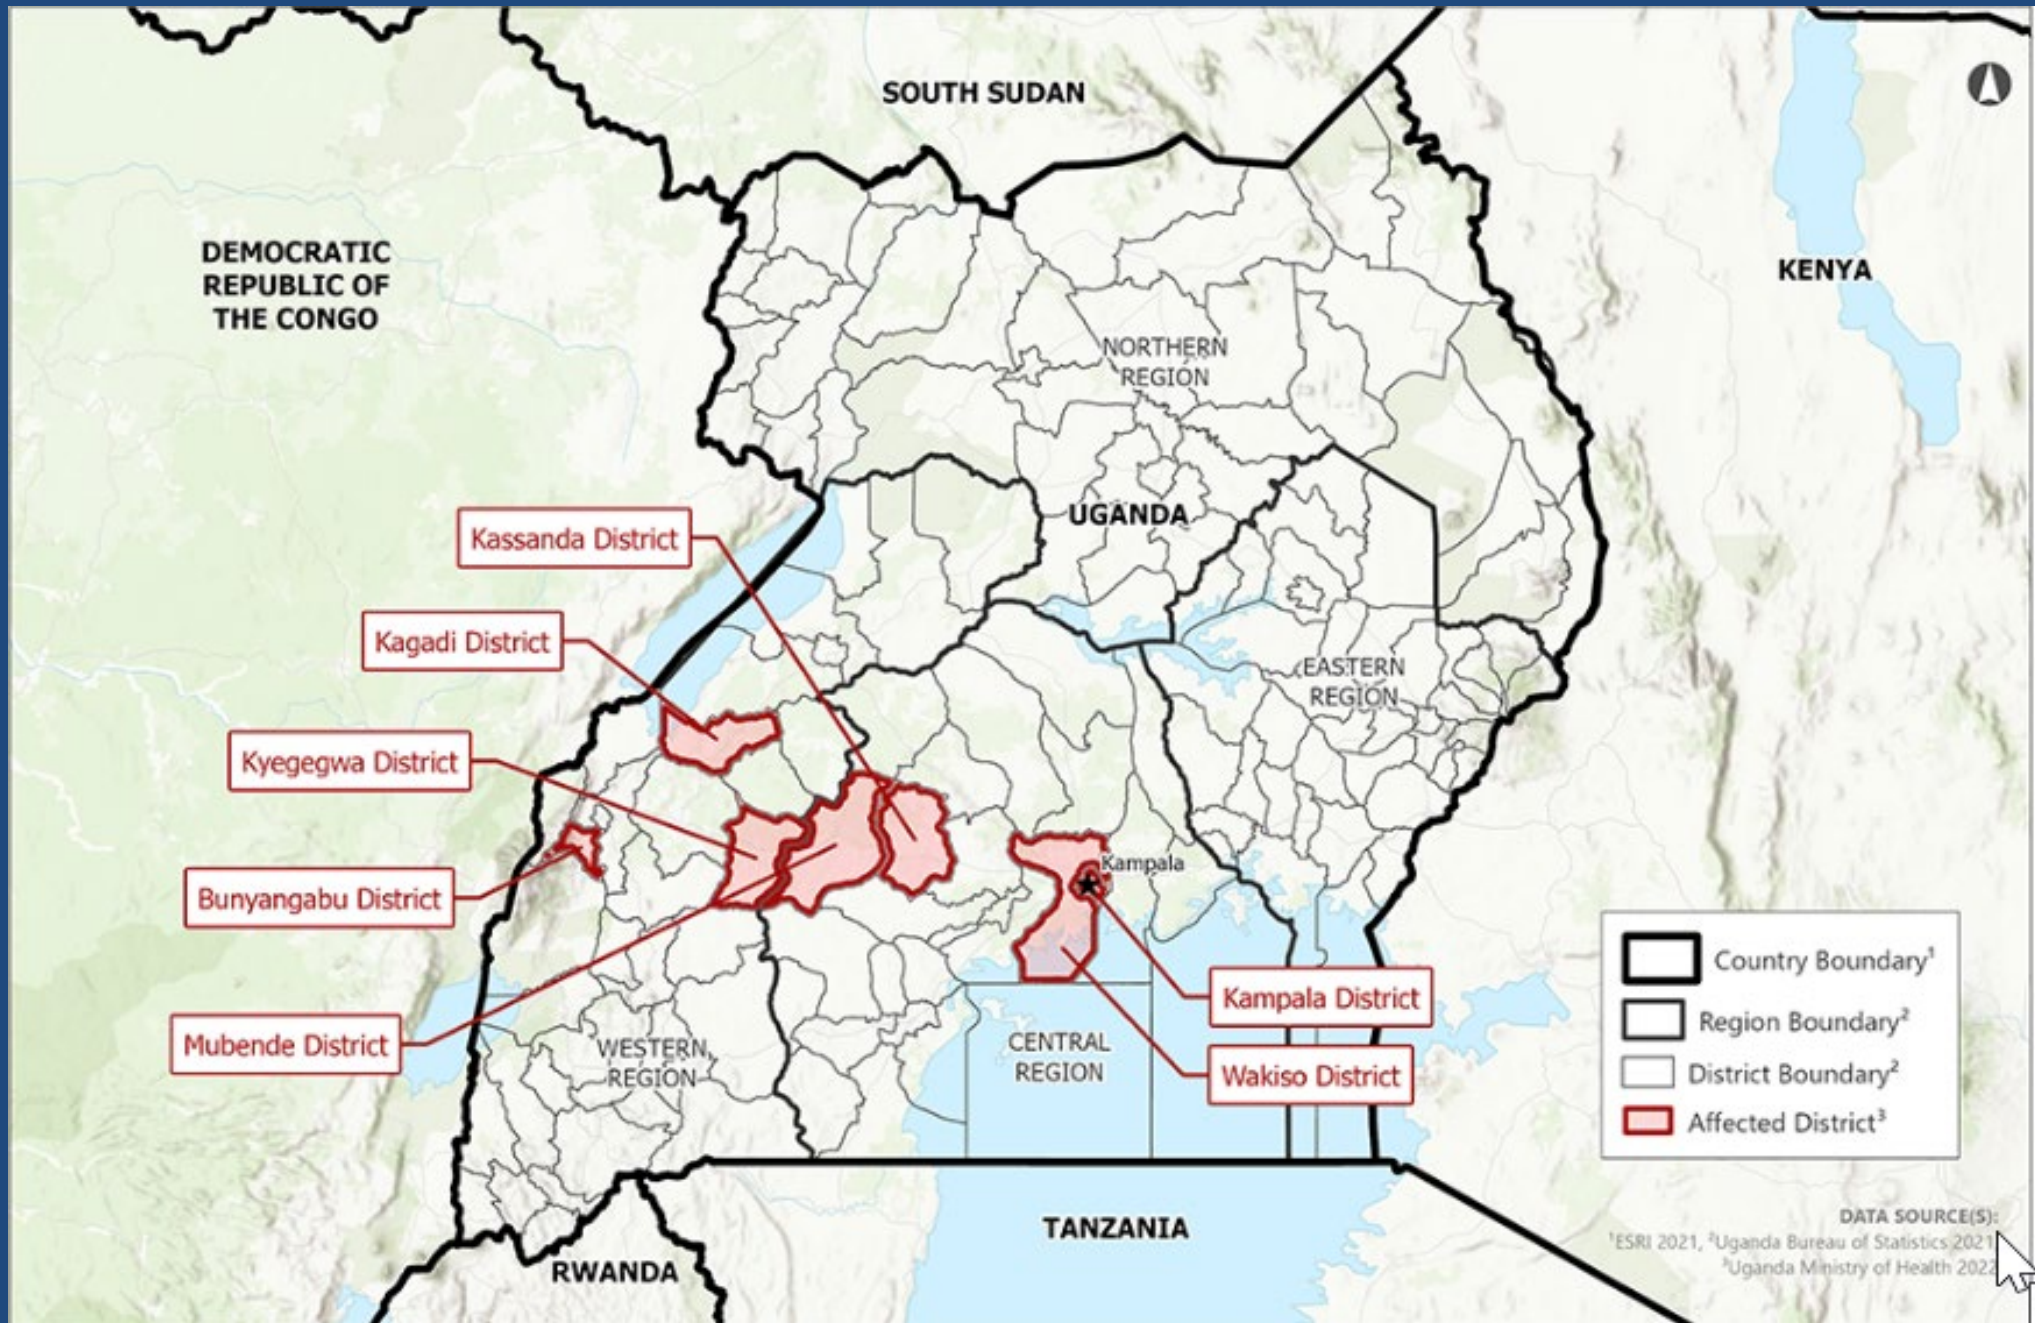 SOUTH SUDAN
DEMOCRATIC
REPUBLIC OF
THE CONGO
KENYA
NORTHERN
REGION
UGANDA
Kassanda District
Kagadi District
EASTERN
REGION
Kyegegwa District
Kampala
Bunyangabu District
Kampala District
Mubende District
WESTERN
REGION
CENTRAL
REGION
Wakiso District
Country Boundary¹
Region Boundary²
District Boundary²
Affected District³
TANZANIA
RWANDA
DATA SOURCE(S):
¹ESRI 2021, ²Uganda Bureau of Statistics 2021
³Uganda Ministry of Health 2022